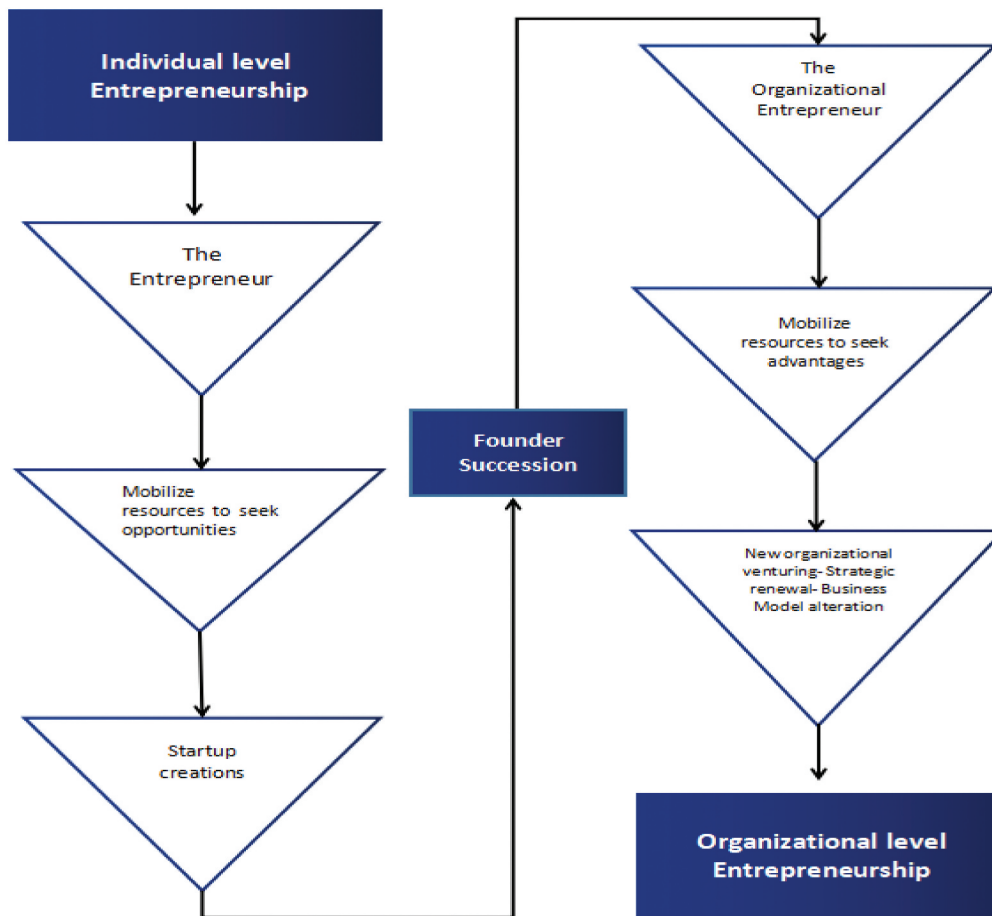 Individual level
Entrepreneurship
The
Entrepreneur
Mobilize
resources to seek
opportunities
Startup
creations
Founder
Succession
The
Organizational
Entrepreneur
Mobilize
resources to seek
advantages
New organizational
venturing- Strategic
renewal- Business
Model alteration
Organizational level
Entrepreneurship